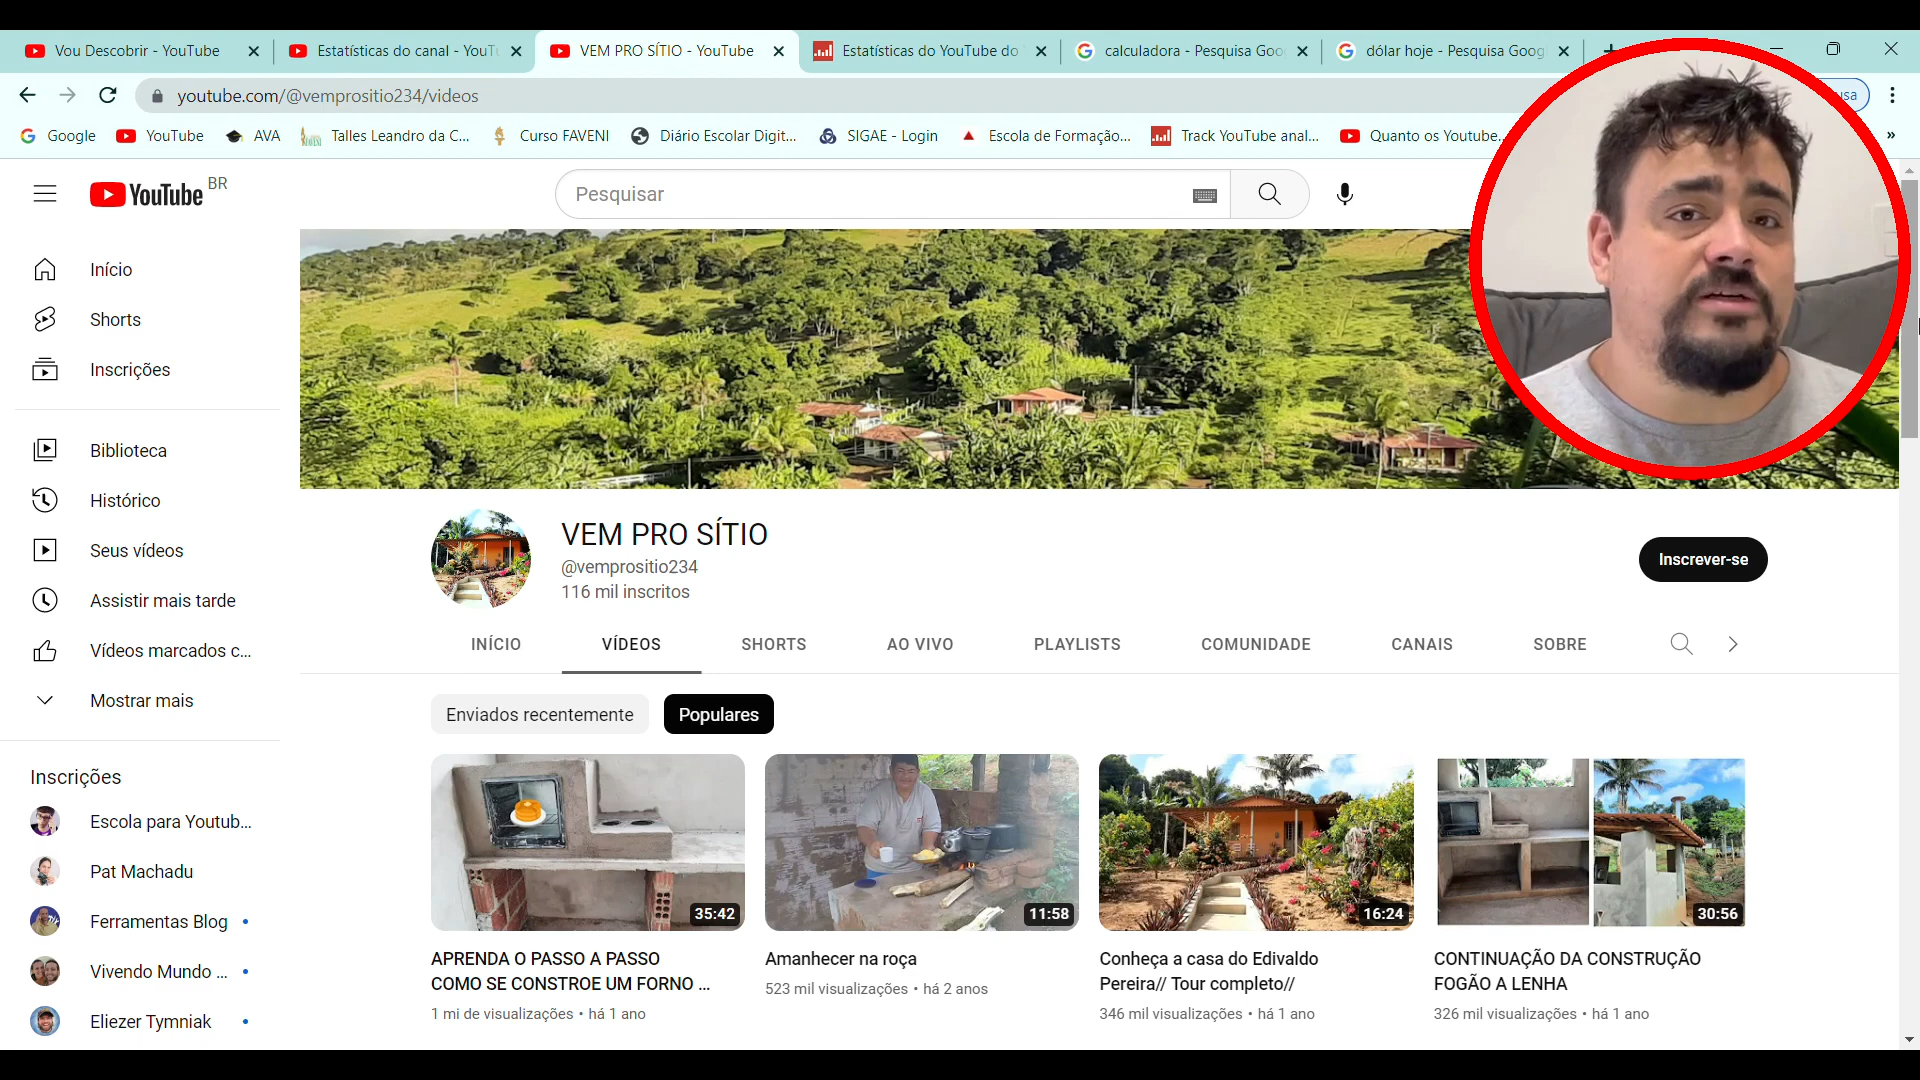 Vou Descobrir - YouTube
Estatísticas do canal - YouTu
VEM PRO SÍTIO - YouTube
Estatísticas do YouTube do
calculadora - Pesquisa Goo
dólar hoje - Pesquisa Googl
youtube.com/@vemprositio234/videos
Google
YouTube
AVA
Talles Leandro da C...
Curso FAVENI
Diário Escolar Digit...
SIGAE - Login
Escola de Formação...
Track YouTube anal...
Quanto os Youtube...
YouTube BR
Pesquisar
Início
Shorts
Inscrições
Biblioteca
Histórico
Seus vídeos
Assistir mais tarde
Vídeos marcados c...
Mostrar mais
Inscrições
Escola para Youtub...
Pat Machadu
Ferramentas Blog
Vivendo Mundo ...
Eliezer Tymniak
VEM PRO SÍTIO
@vemprositio234
116 mil inscritos
Inscrever-se
INÍCIO
VÍDEOS
SHORTS
AO VIVO
PLAYLISTS
COMUNIDADE
CANAIS
SOBRE
Enviados recentemente
Populares
35:42
APRENDA O PASSO A PASSO
COMO SE CONSTROE UM FORNO ...
1 mi de visualizações • há 1 ano
11:58
Amanhecer na roça
523 mil visualizações • há 2 anos
16:24
Conheça a casa do Edivaldo
Pereira// Tour completo//
346 mil visualizações • há 1 ano
30:56
CONTINUAÇÃO DA CONSTRUÇÃO
FOGÃO A LENHA
326 mil visualizações • há 1 ano